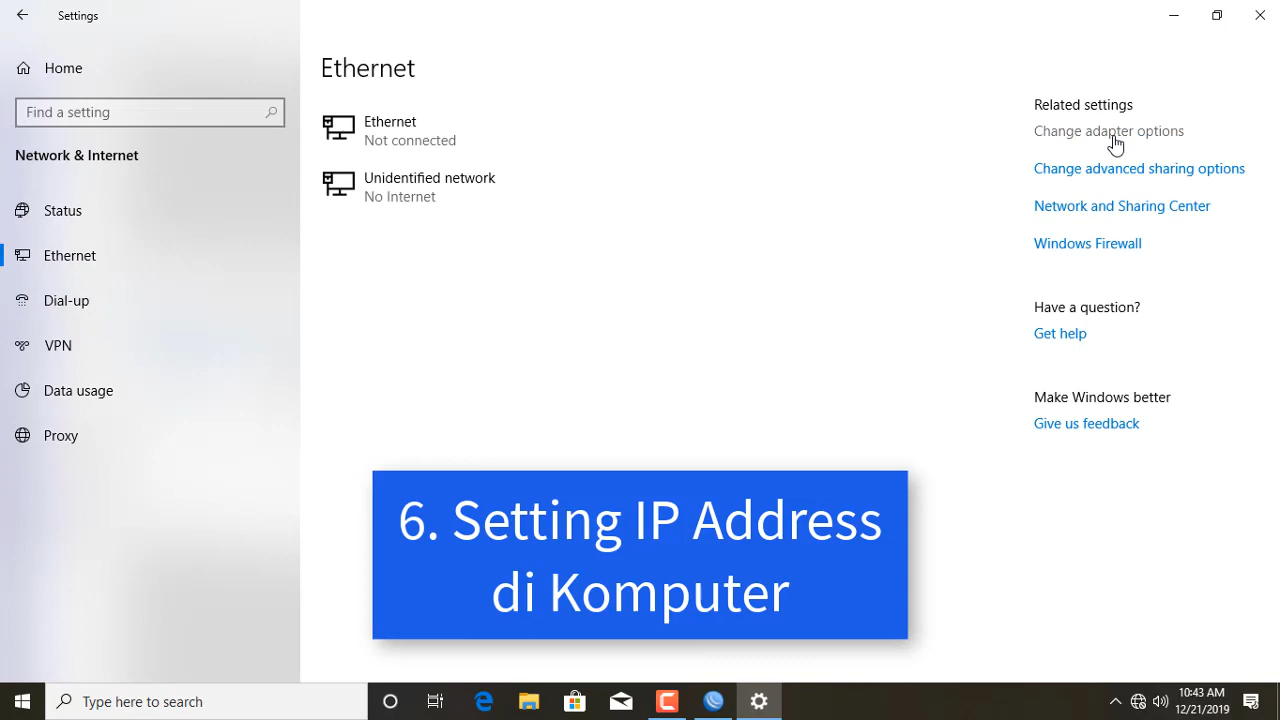 Settings
Home
Find a setting
Network & Internet
Status
Ethernet
Dial-up
VPN
Data usage
Proxy
Ethernet
Ethernet
Not connected
Unidentified network
No Internet
Related settings
Change adapter options
Change advanced sharing options
Network and Sharing Center
Windows Firewall
Have a question?
Get help
Make Windows better
Give us feedback
6. Setting IP Address
di Komputer
Type here to search
10:43 AM
12/21/2019